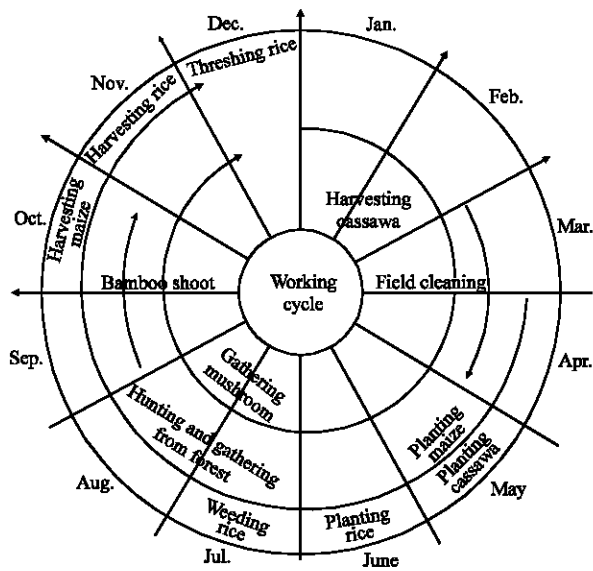 Dec.
Jan.
Threshing rice
Nov.
Feb.
Harvesting rice
Harvesting
cassawa
Oct.
Harvesting
maize
Mar.
Bamboo shoot
Working
cycle
Field cleaning
Sep.
Apr.
Gathering
mushroom
Hunting and gathering
from forest
Planting
maize
Planting
cassawa
Aug.
May
Weeding
rice
Planting
rice
Jul.
June